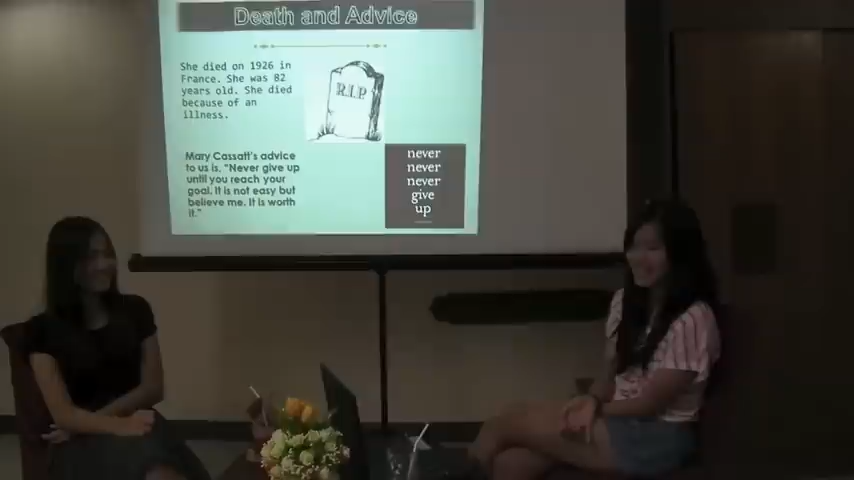 Death and Advice
She died on 1926 in
France. She was 82
years old. She died
because of an
illness.
R.I.P.
Mary Cassatt's advice
to us is, "Never give up
until you reach your
goal. It is not easy but
believe me. It is worth
it."
never
never
never
give
up